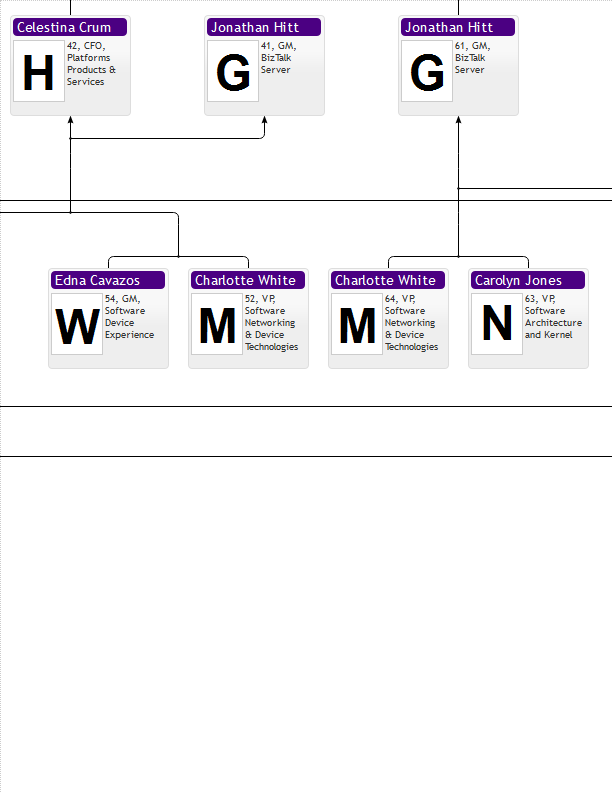 Celestina Crum
H
42, CFO,
Platforms
Products &
Services
Jonathan Hitt
G
41, GM,
BizTalk
Server
Jonathan Hitt
G
61, GM,
BizTalk
Server
Edna Cavazos
W
54, GM,
Software
Device
Experience
Charlotte White
M
52, VP,
Software
Networking
& Device
Technologies
Charlotte White
M
64, VP,
Software
Networking
& Device
Technologies
Carolyn Jones
N
63, VP,
Software
Architecture
and Kernel